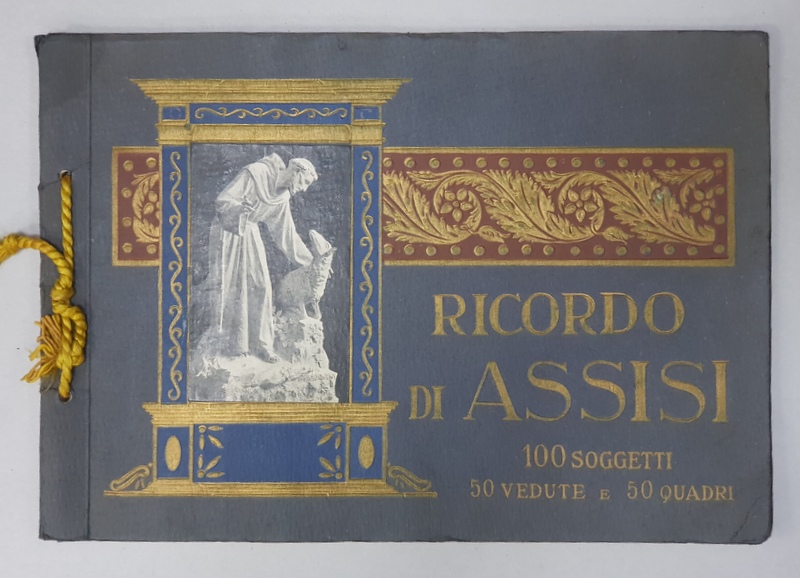 RICORDO
DI ASSISI
100 SOGGETTI
50 VEDUTE E 50 QUADRI